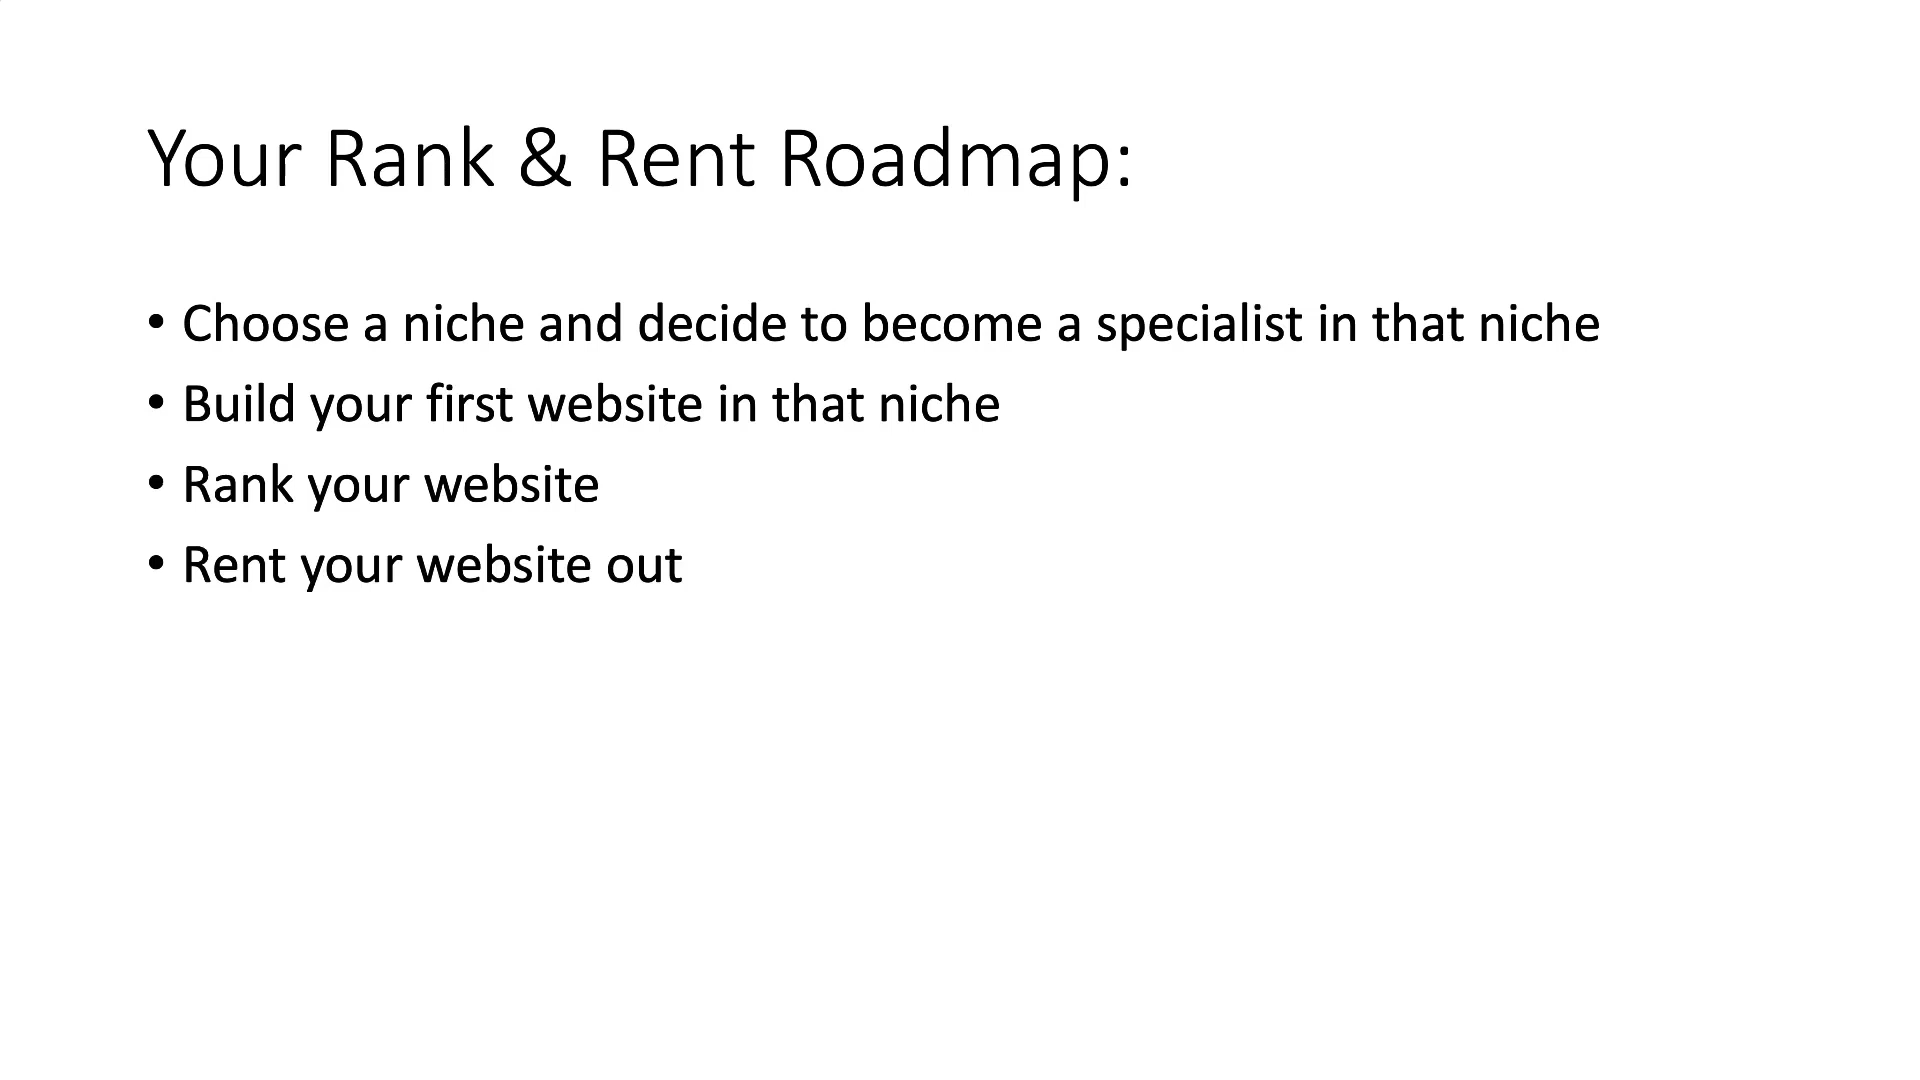 Your Rank & Rent Roadmap:
• Choose a niche and decide to become a specialist in that niche
• Build your first website in that niche
• Rank your website
• Rent your website out